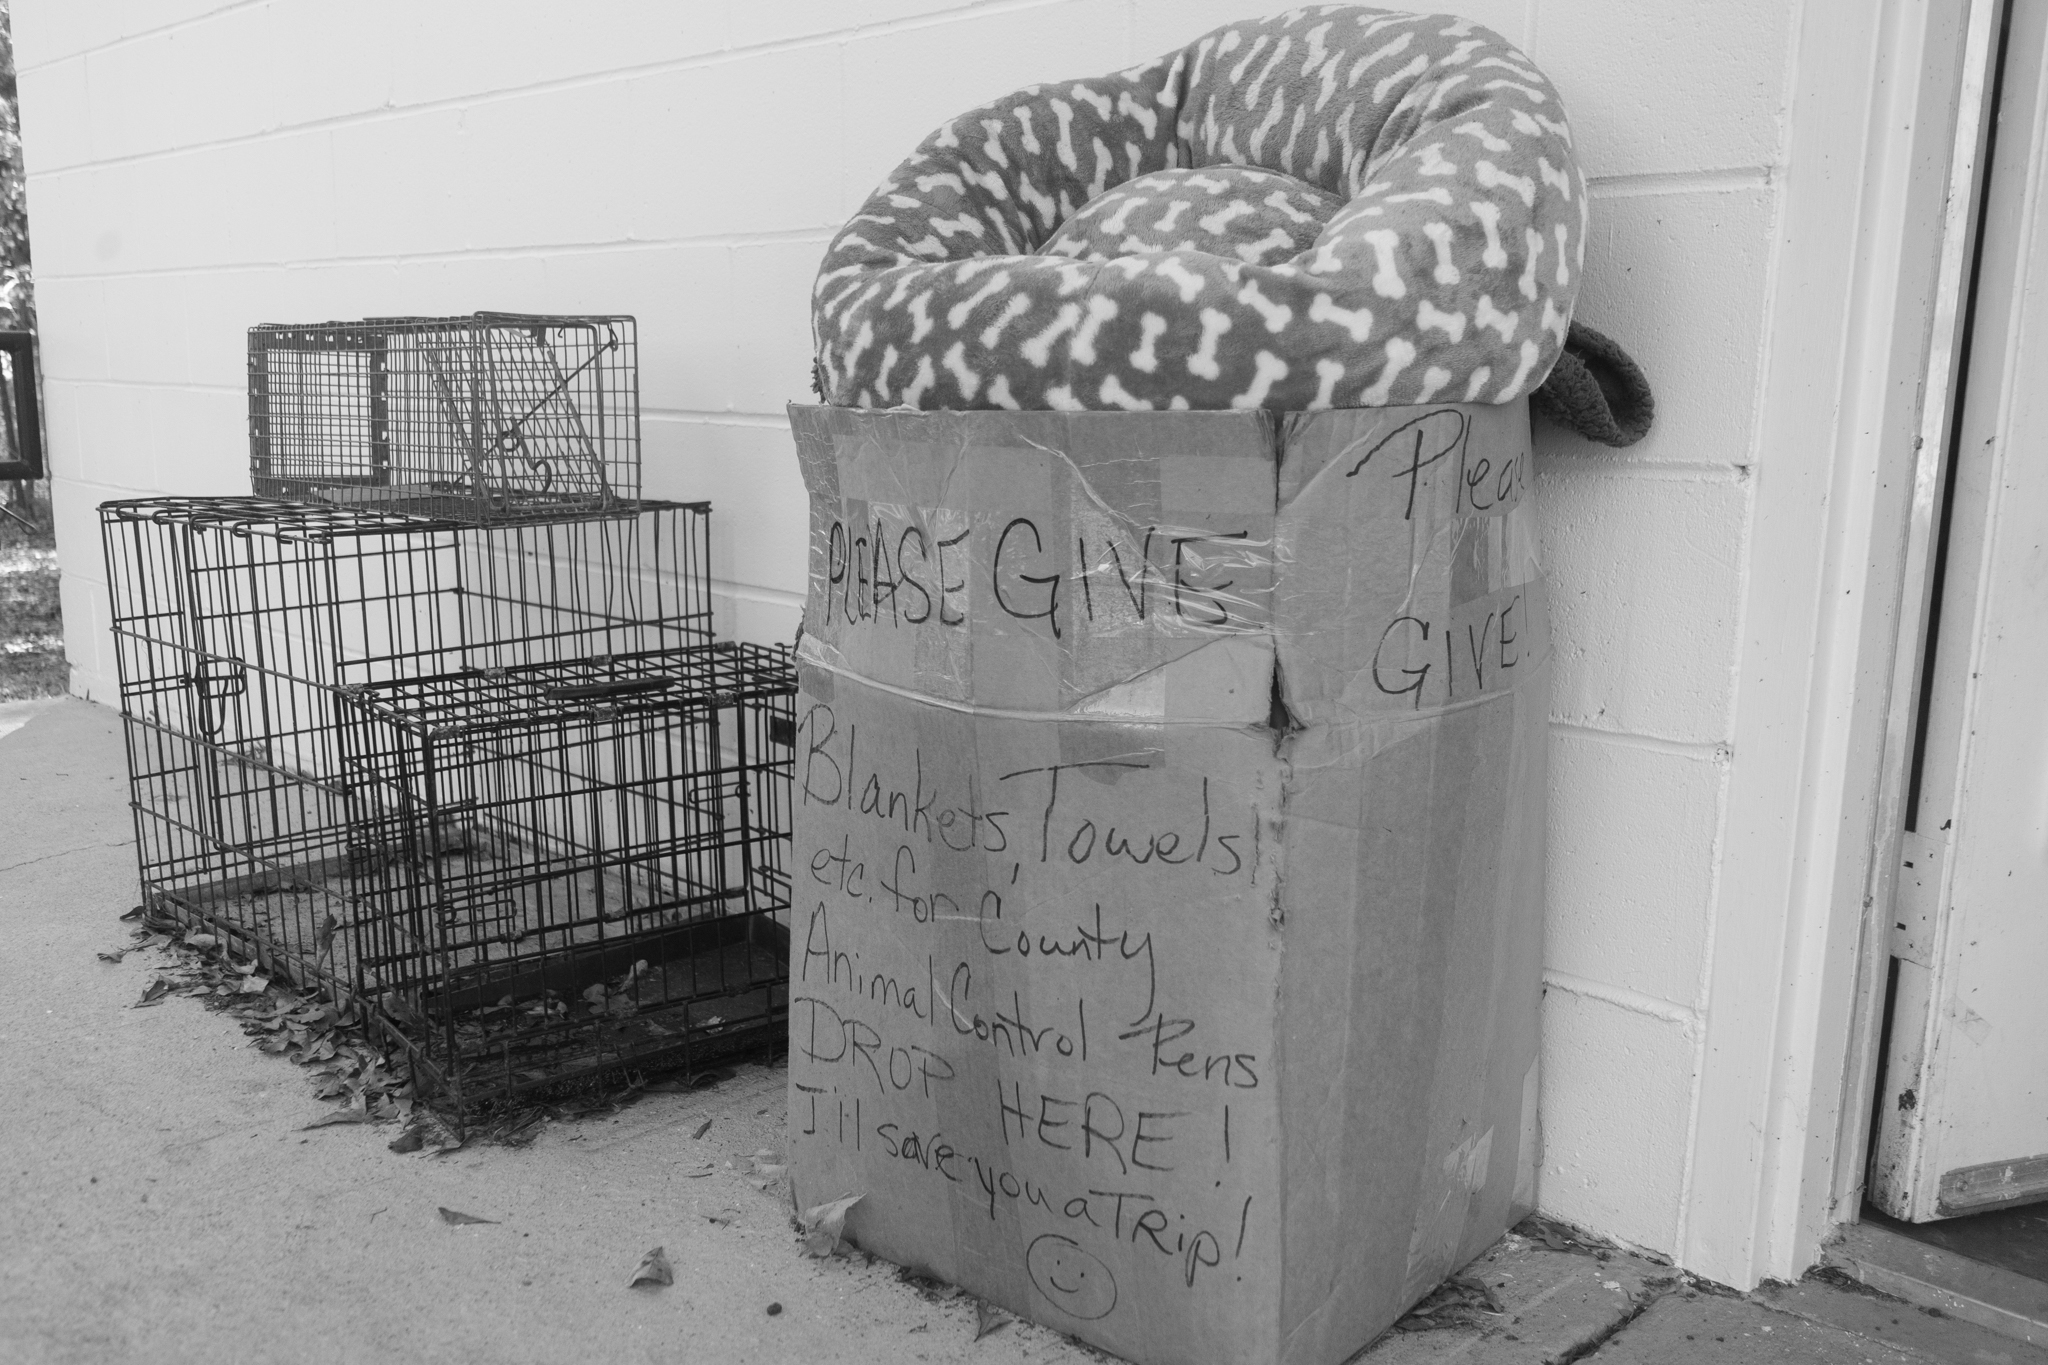 PLEASE GIVE
Blankets, Towels!
etc. for County
Animal Control Pens
DROP HERE!
I'll save you a TRip!
Please
GIVE!